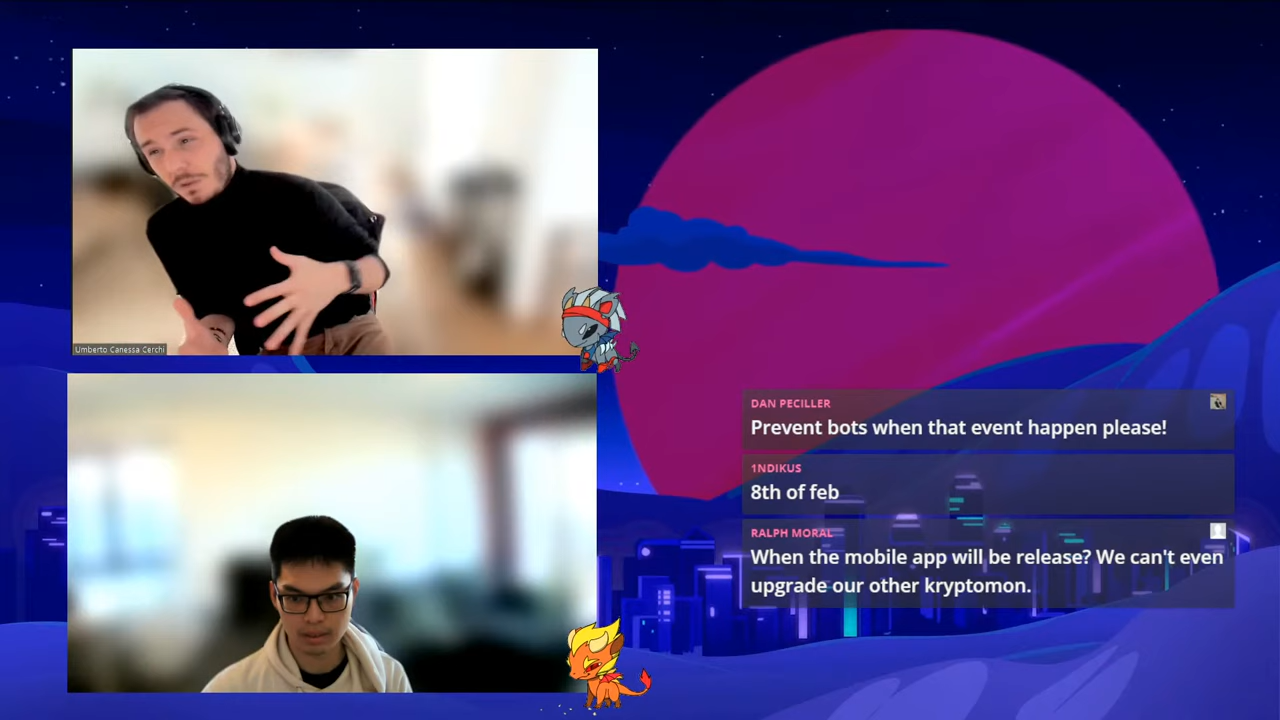 Umberto Canessa Cerchi
DAN PECILLER
Prevent bots when that event happen please!
1NDIKUS
8th of feb
RALPH MORAL
When the mobile app will be release? We can't even
upgrade our other kryptomon.